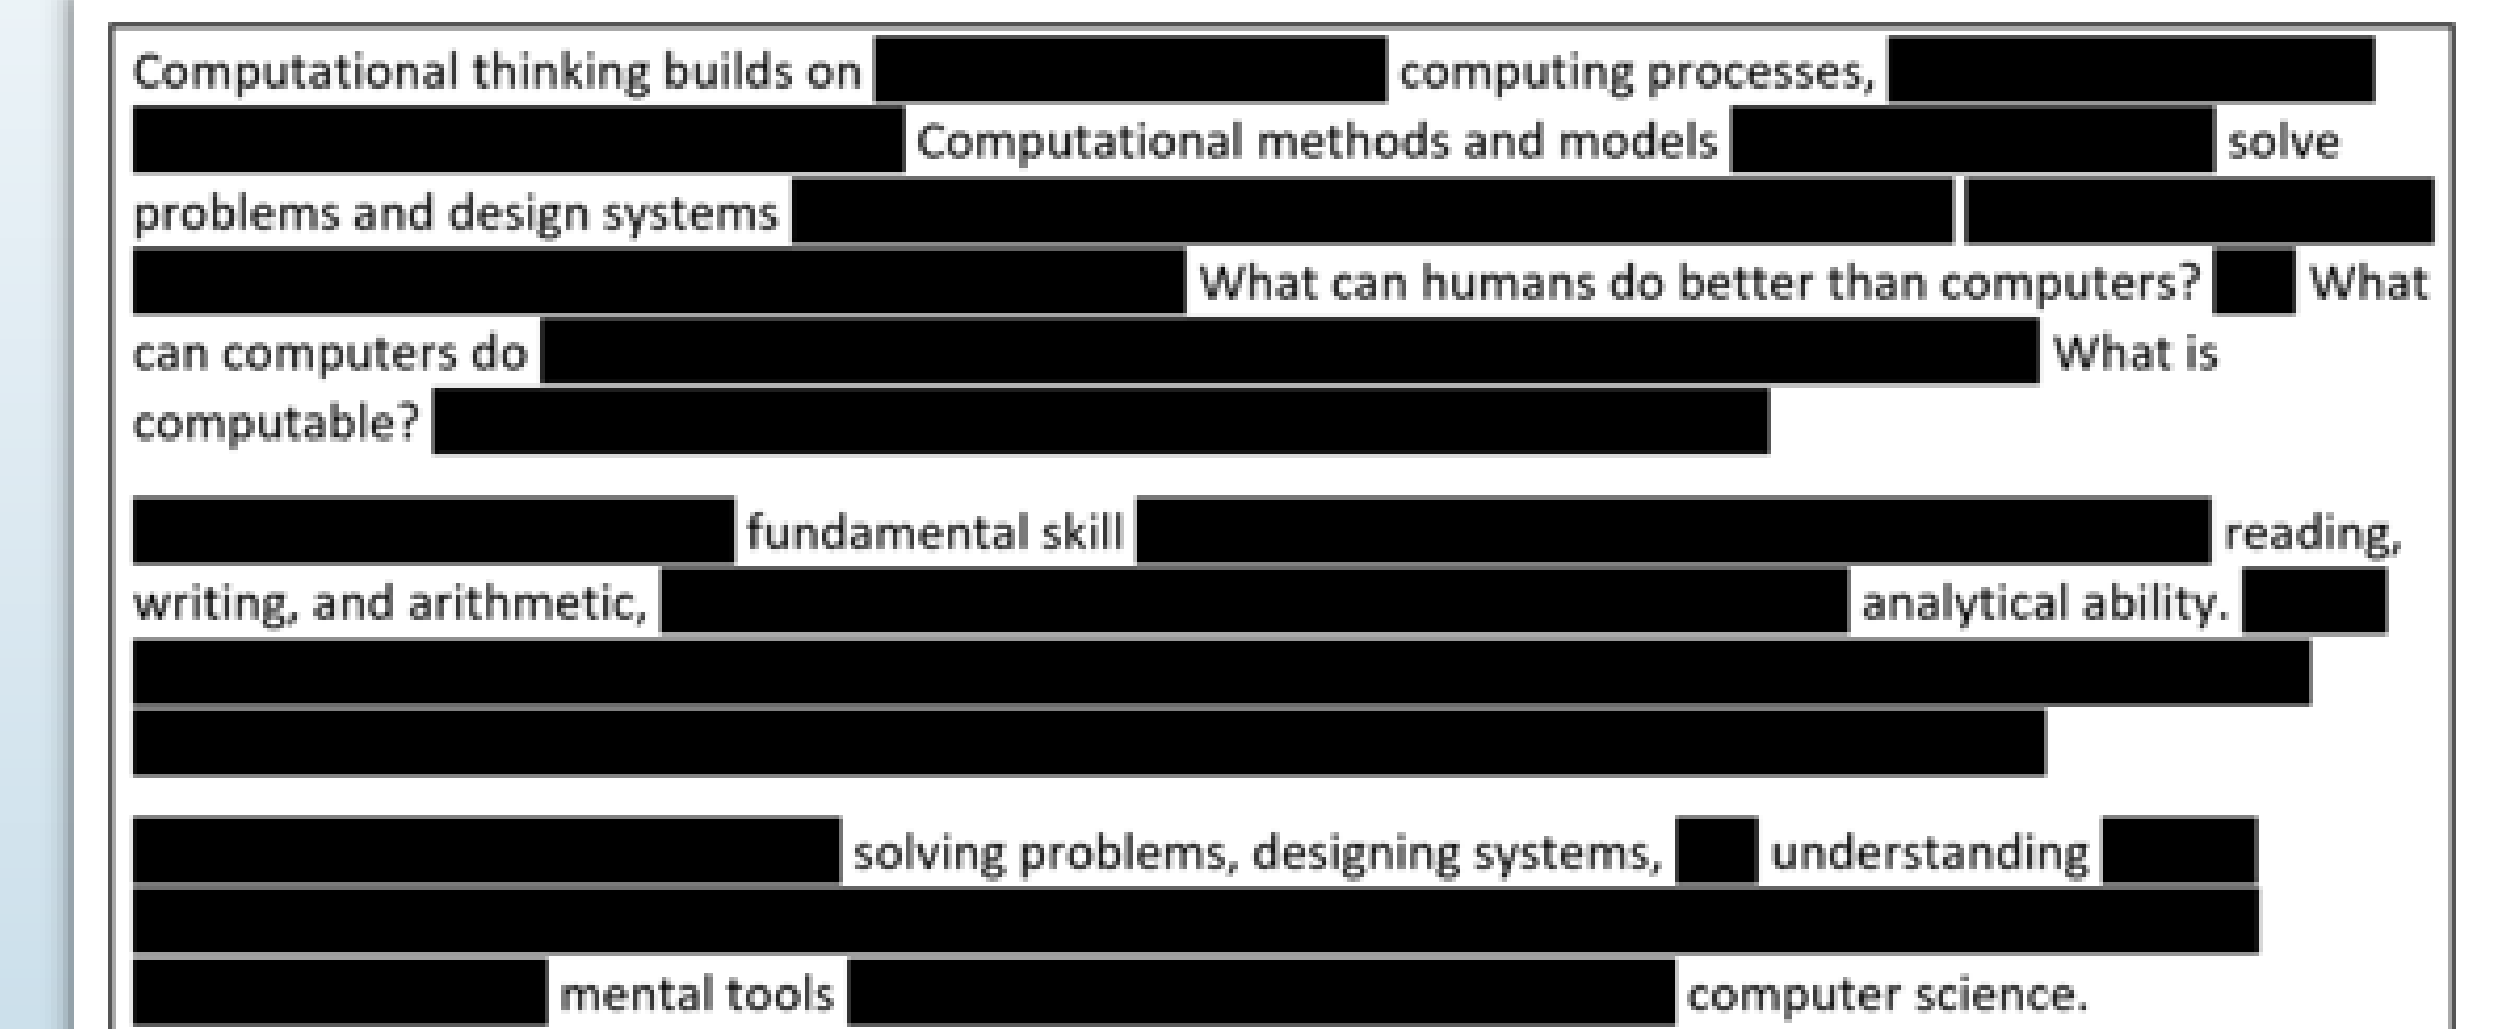 Computational thinking builds on computing processes,
Computational methods and models solve
problems and design systems
What can humans do better than computers? What
can computers do What is
computable?
fundamental skill reading,
writing, and arithmetic, analytical ability.
solving problems, designing systems, understanding
mental tools computer science.